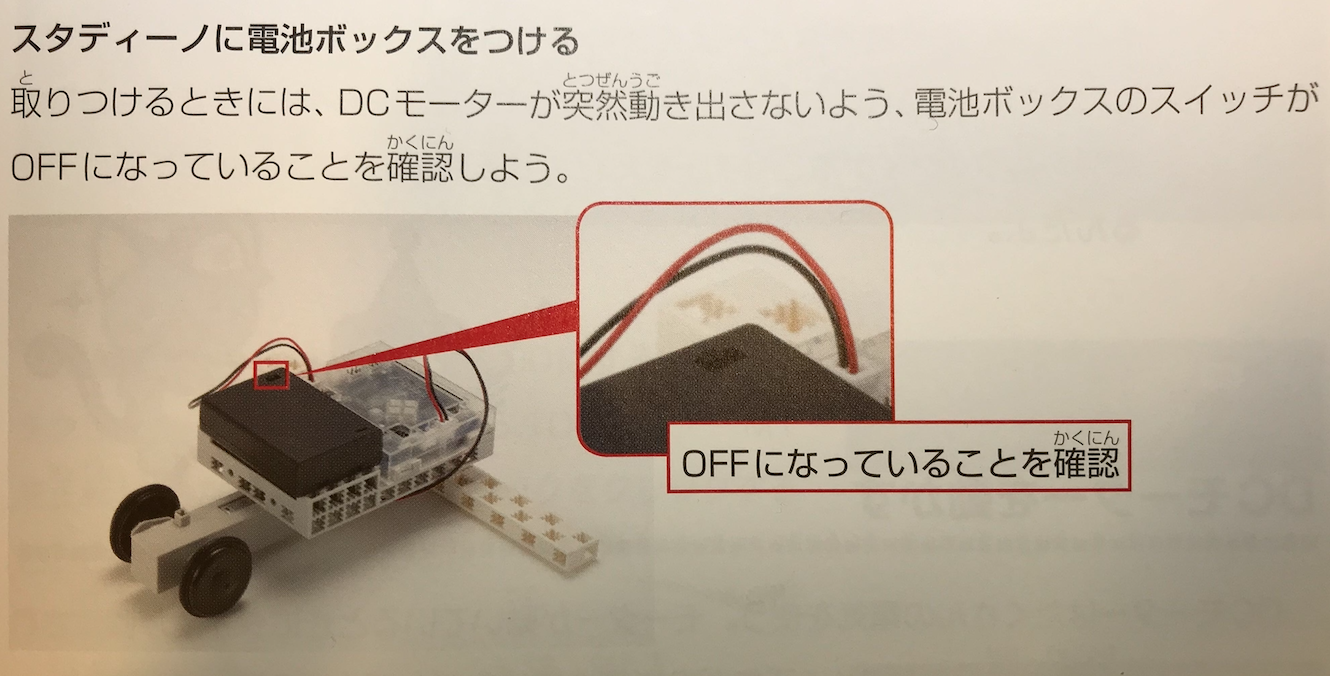 スタディーノに電池ボックスをつける
取りつけるときには、DCモーターが突然動き出さないよう、電池ボックスのスイッチが
OFFになっていることを確認しよう。
OFFになっていることを確認